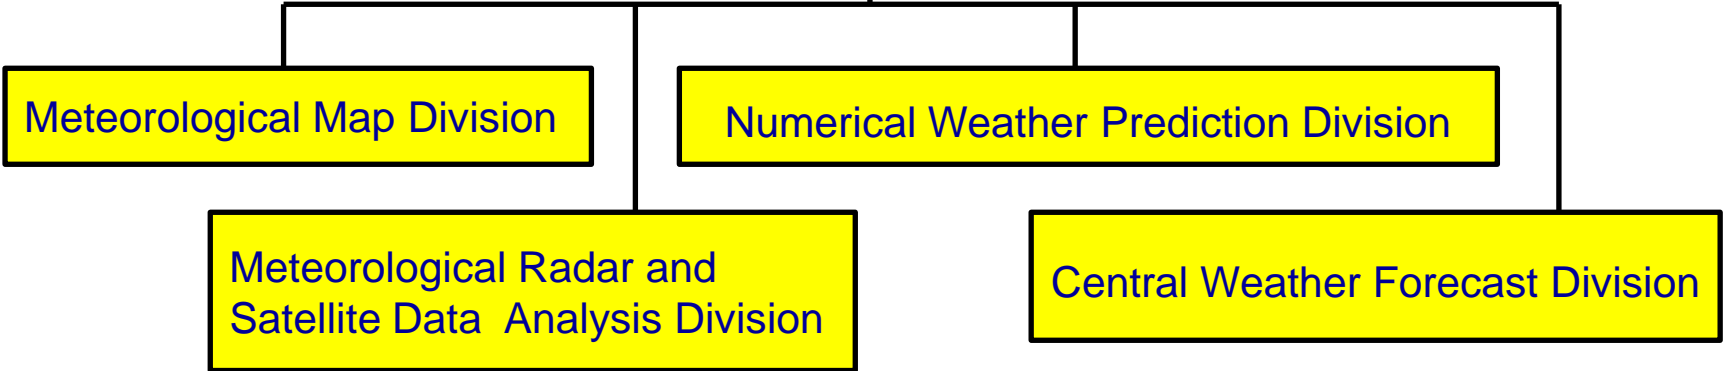 Meteorological Map Division
Numerical Weather Prediction Division
Meteorological Radar and
Satellite Data  Analysis Division
Central Weather Forecast Division